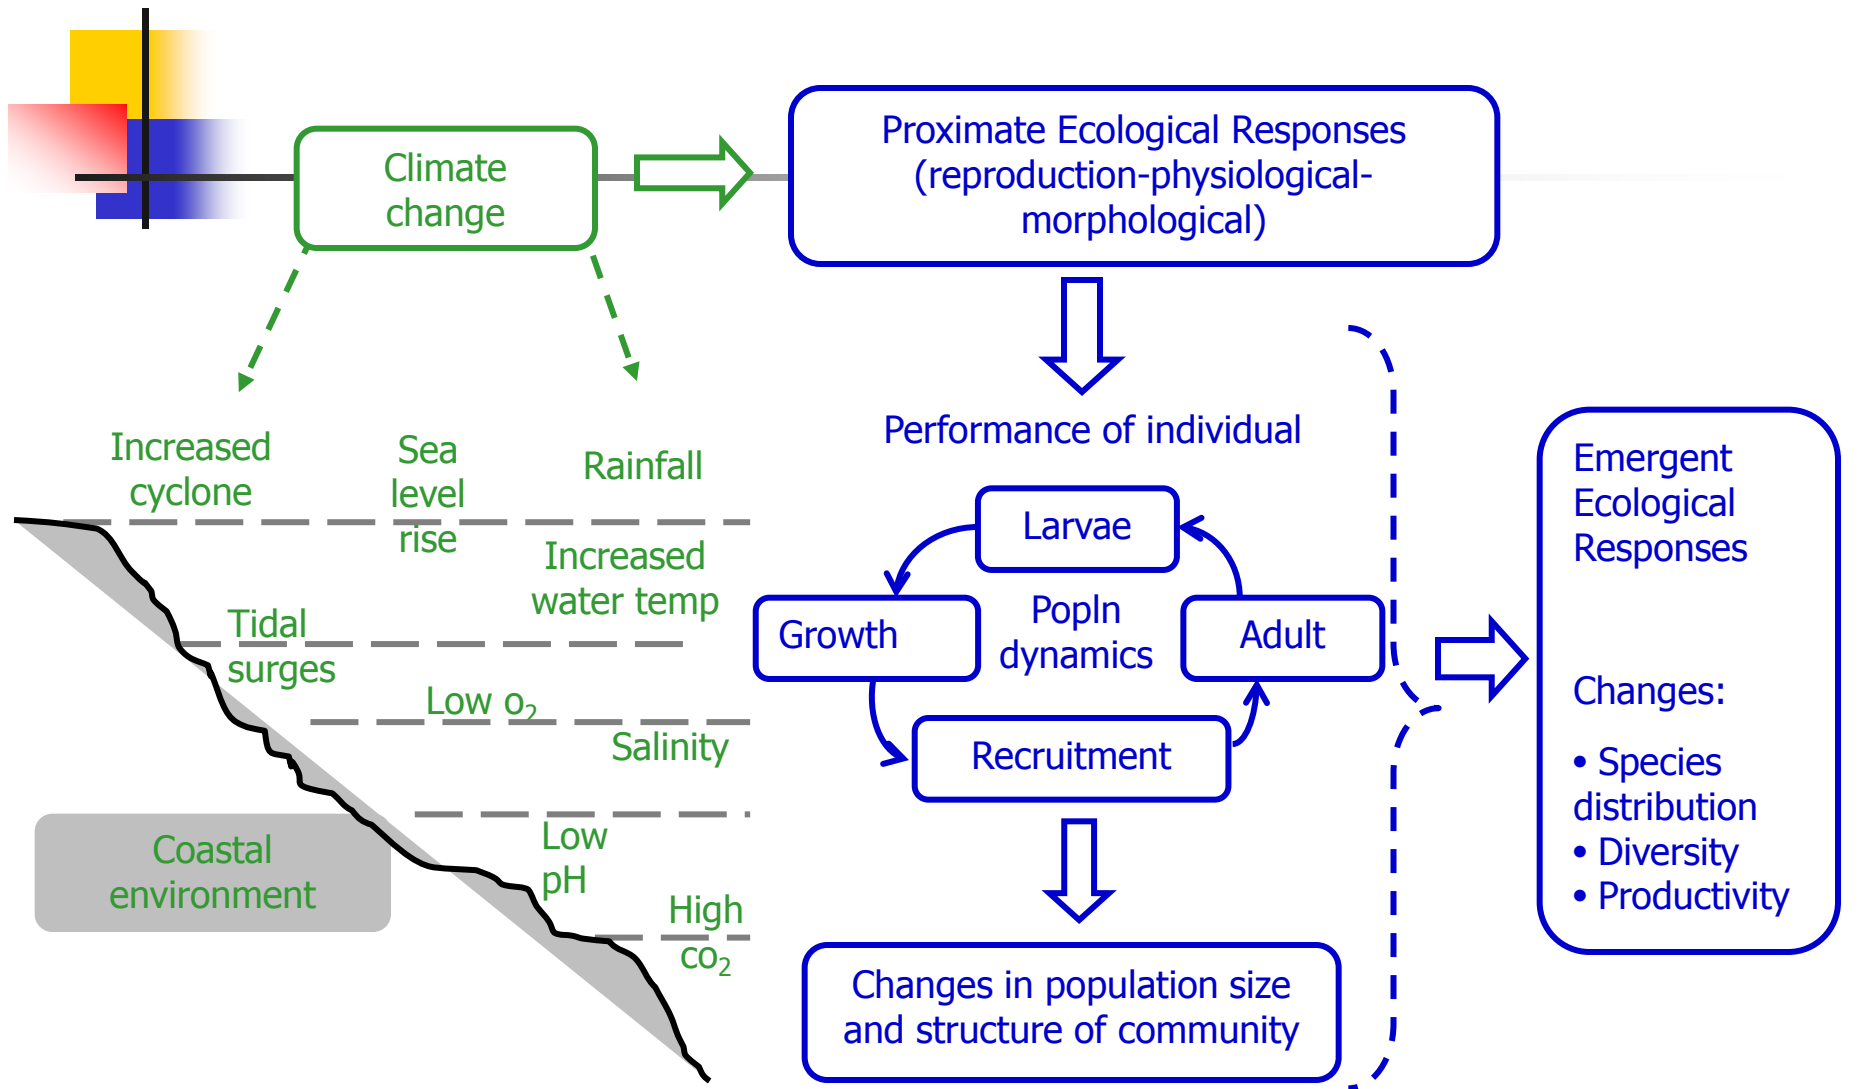 Climate
change
Proximate Ecological Responses
(reproduction-physiological-
morphological)
Increased
cyclone
Sea
level
rise
Rainfall
Increased
water temp
Tidal
surges
Low o₂
Salinity
Low
pH
High
co₂
Coastal
environment
Performance of individual
Larvae
Growth
Popln
dynamics
Adult
Recruitment
Changes in population size
and structure of community
Emergent
Ecological
Responses
Changes:
• Species
distribution
• Diversity
• Productivity